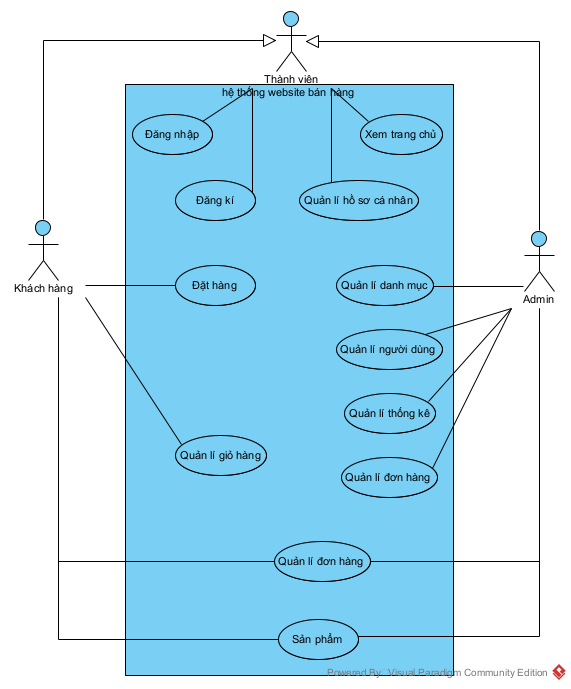 Thành viên
hệ thống website bán hàng
Đăng nhập
Xem trang chủ
Đăng kí
Quản lí hồ sơ cá nhân
Khách hàng
Đặt hàng
Quản lí danh mục
Admin
Quản lí người dùng
Quản lí thống kê
Quản lí giỏ hàng
Quản lí đơn hàng
Quản lí đơn hàng
Sản phẩm
Powered By Visual Paradigm Community Edition